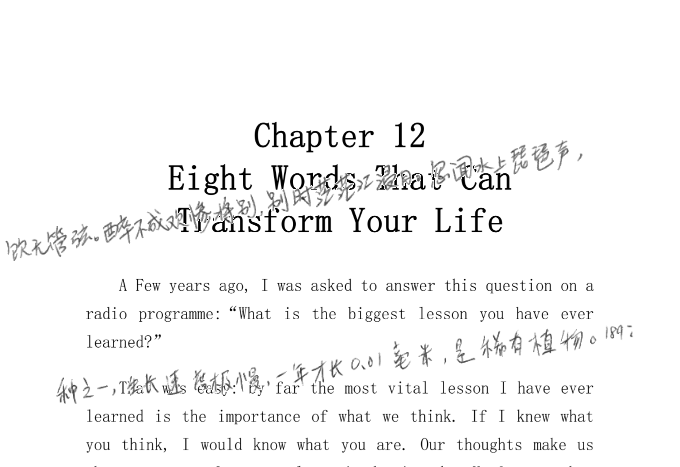 Chapter 12
Eight Words That Can
Transform Your Life
饮无管弦。醉不成欢惨将别,别时茫茫江浸月。忽闻水上琵琶声,
A Few years ago, I was asked to answer this question on a
radio programme:“What is the biggest lesson you have ever
learned?”
种之一,生长速度极慢,一年才长0.01毫米,是稀有植物。184:
That was easy: by far the most vital lesson I have ever
learned is the importance of what we think. If I knew what
you think, I would know what you are. Our thoughts make us